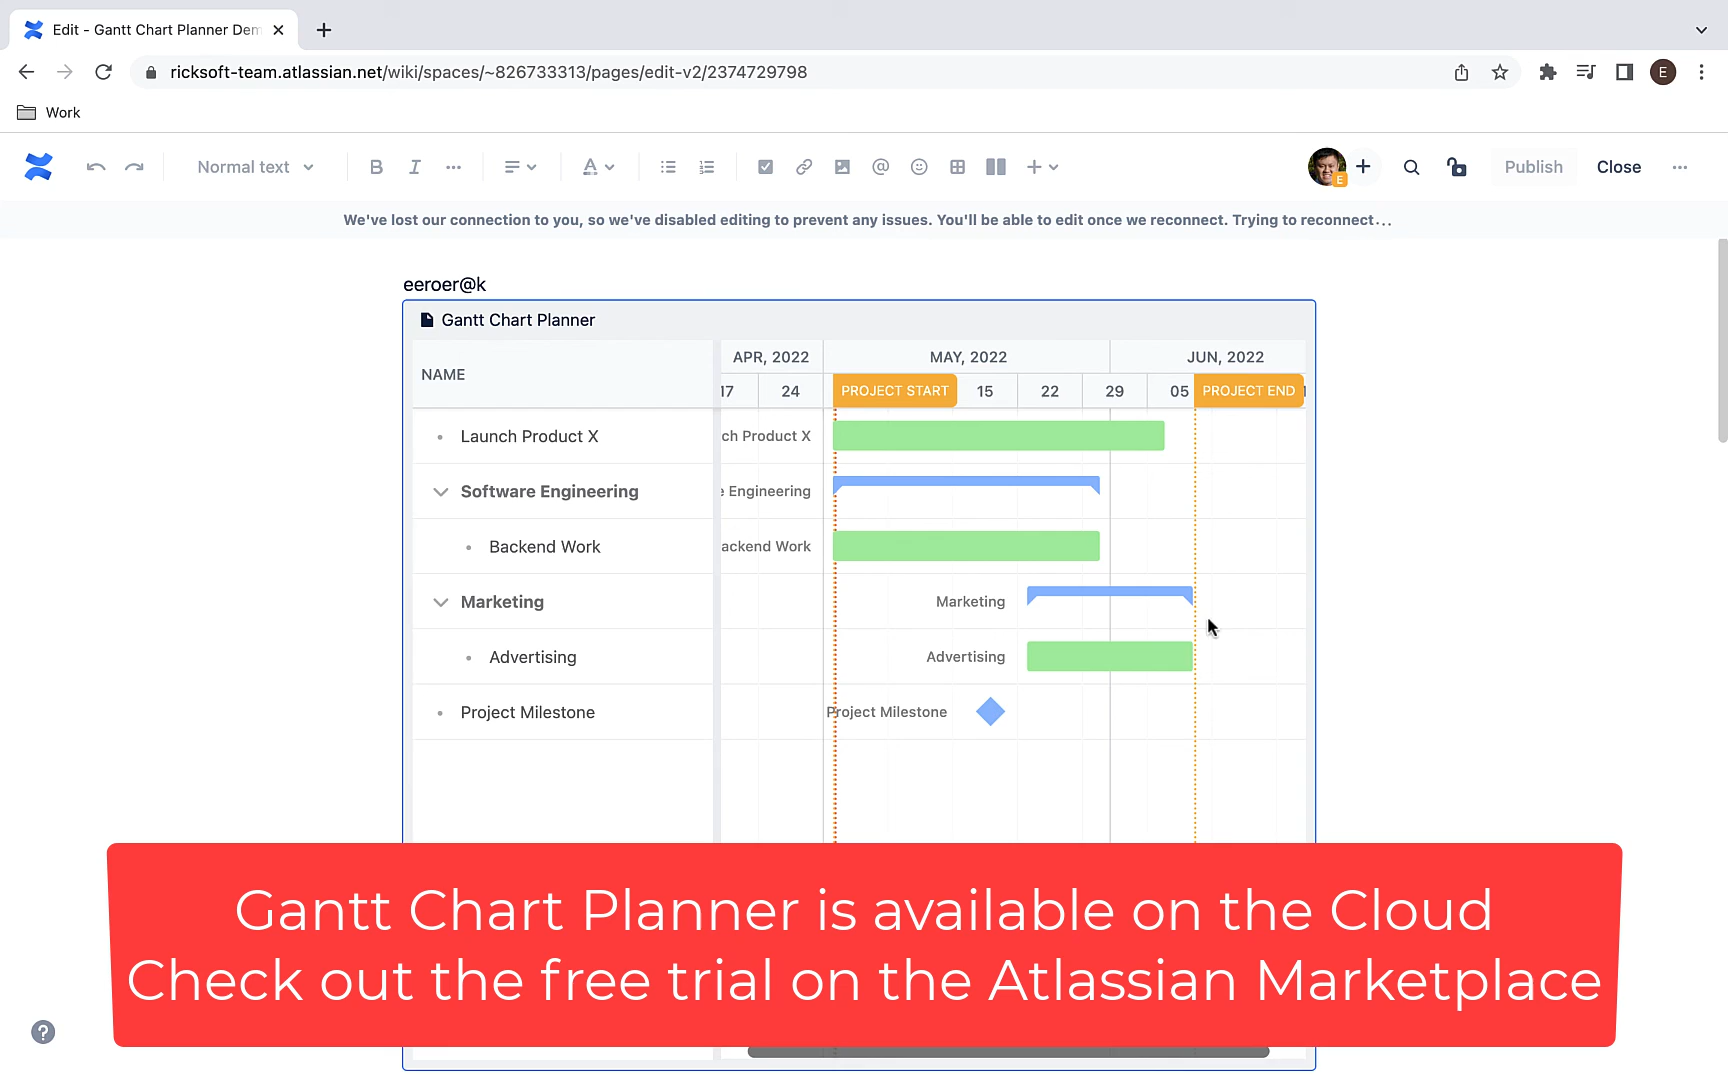 Edit - Gantt Chart Planner Dem
ricksoft-team.atlassian.net/wiki/spaces/~826733313/pages/edit-v2/2374729798
E
Work
Normal text
B
I
A
@
E
Publish
Close
We've lost our connection to you, so we've disabled editing to prevent any issues. You'll be able to edit once we reconnect. Trying to reconnect...
eeroer@k
Gantt Chart Planner
NAME
APR, 2022
MAY, 2022
JUN, 2022
17
24
PROJECT START
15
22
29
05
PROJECT END
Launch Product X
ch Product X
Software Engineering
e Engineering
Backend Work
ackend Work
Marketing
Marketing
Advertising
Advertising
Project Milestone
Project Milestone
Gantt Chart Planner is available on the Cloud
Check out the free trial on the Atlassian Marketplace
?